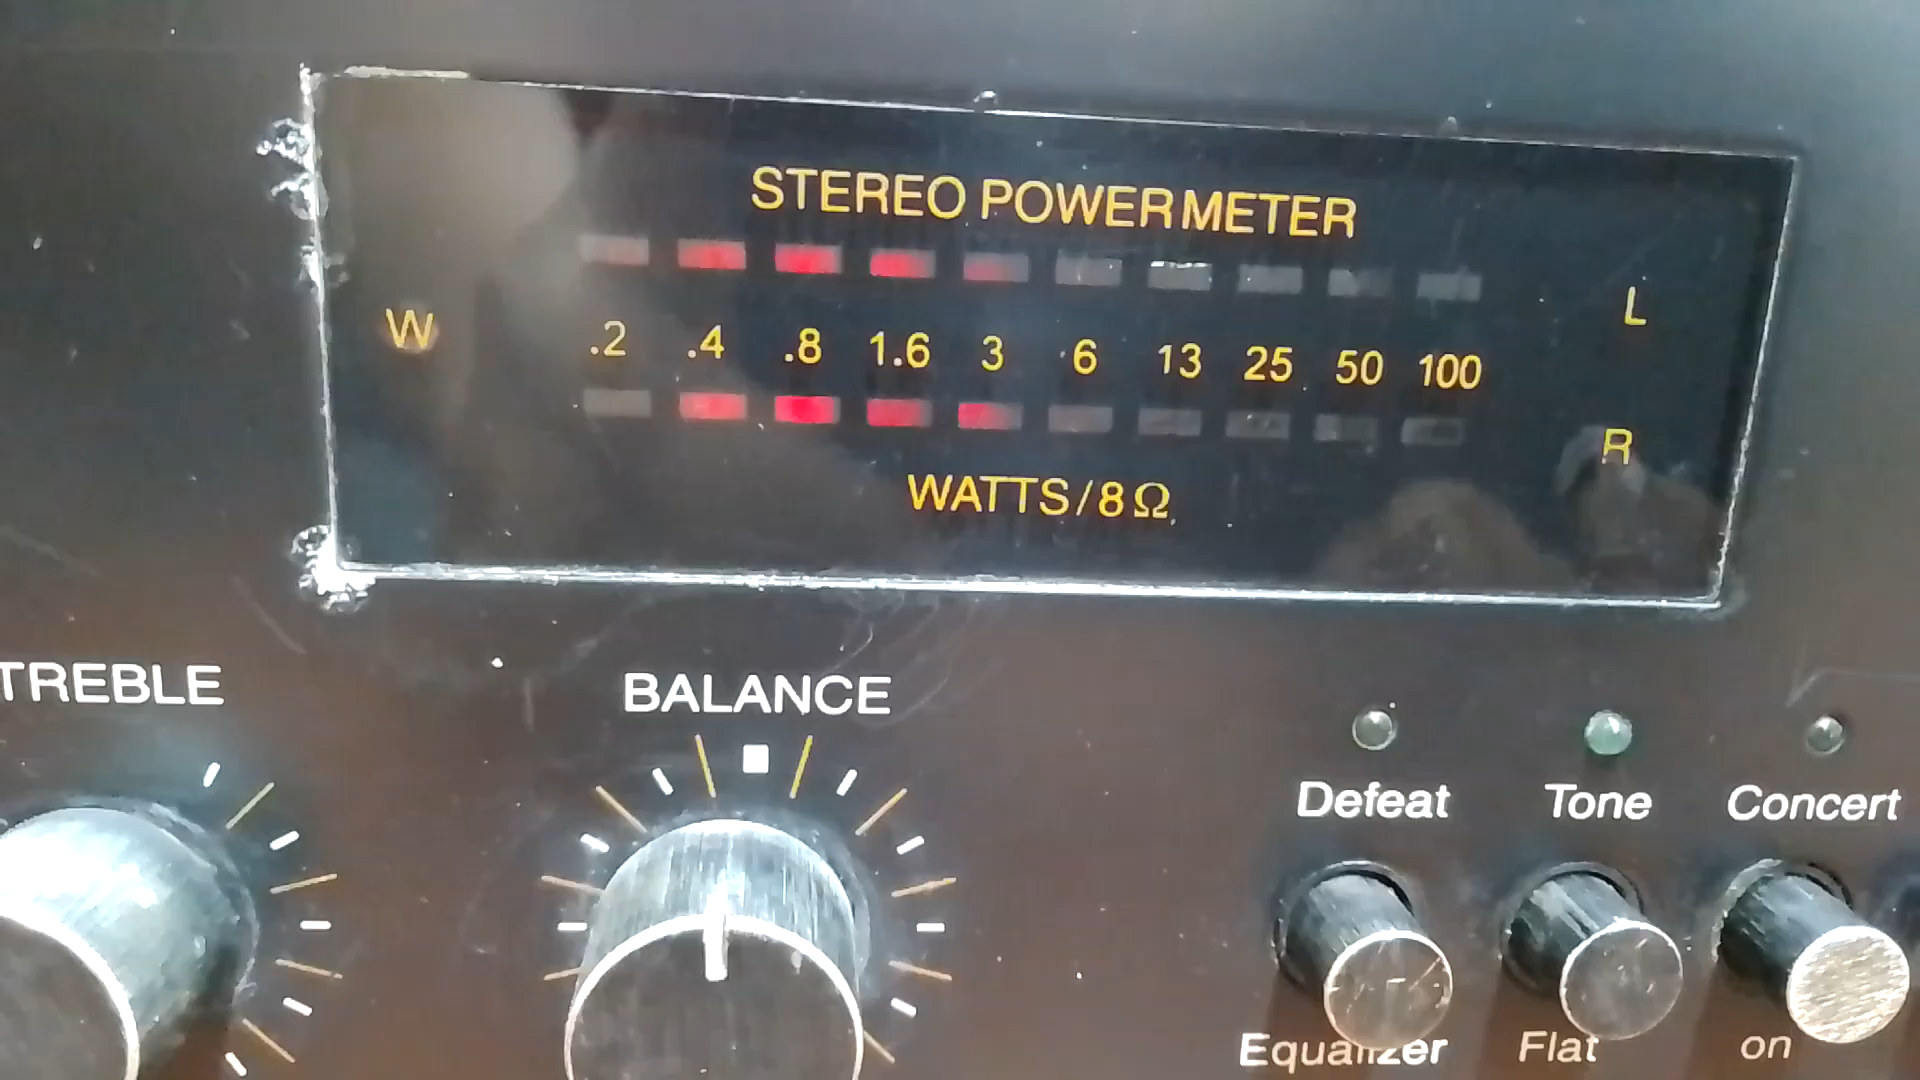 STEREO POWER METER
L
W
.2 .4 .8 1.6 3 6 13 25 50 100
R
WATTS/8Ω
TREBLE
BALANCE
Defeat Tone Concert
Equalizer Flat on